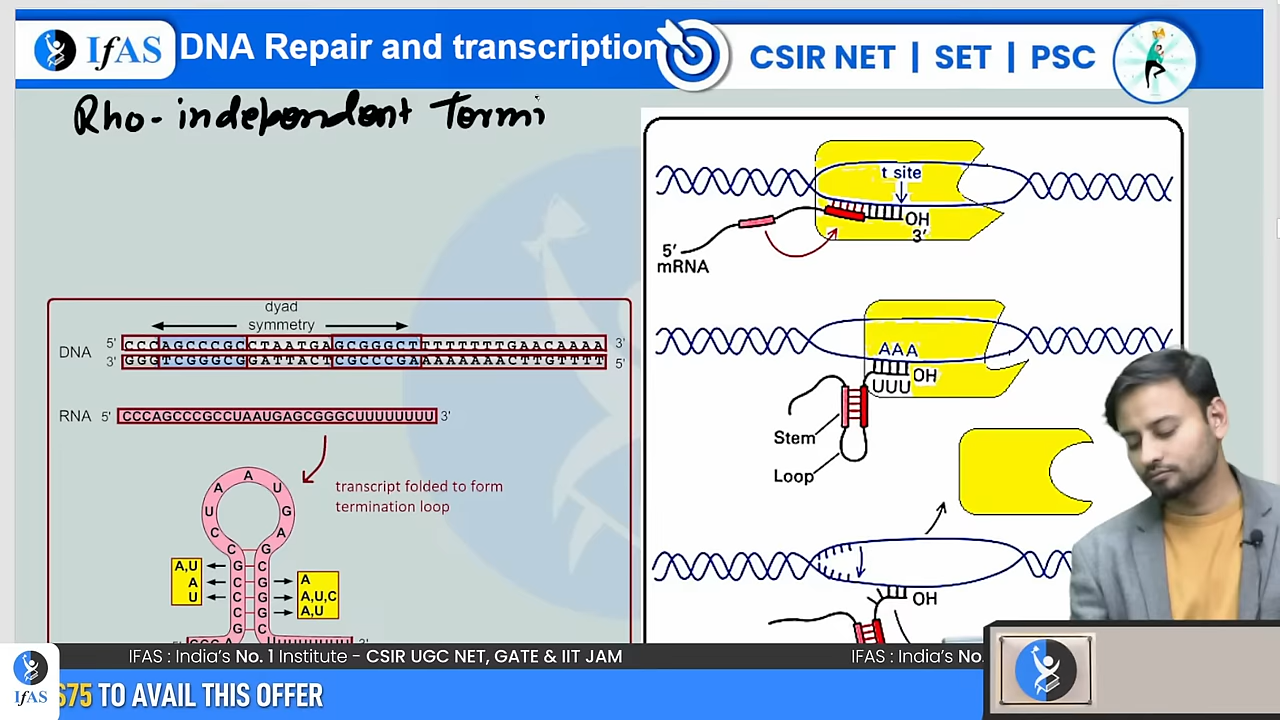 IfAS DNA Repair and transcription
CSIR NET | SET | PSC
Rho-independent Termi
dyad
symmetry
DNA
5' CCCAGCCCGCCTAATGAGCGGGCTTTTTTTTGAACAAAA 3'
3' GGGTCGGGCGGATTACTCGCCCGAAAAAAAACTTGTTTT 5'
RNA 5' CCCAGCCCGCCUAAUGAGCGGGCUUUUUUUU 3'
transcript folded to form
termination loop
A
A U
U G
C A
C G
A,U G C A
A C G A,U,C
U C G A,U
C G
G C
t site
OH
3'
5'
mRNA
AAA
UUU OH
Stem
Loop
OH
IFAS : India's No. 1 Institute - CSIR UGC NET, GATE & IIT JAM
IFAS : India's No.
IfAS
$75 TO AVAIL THIS OFFER